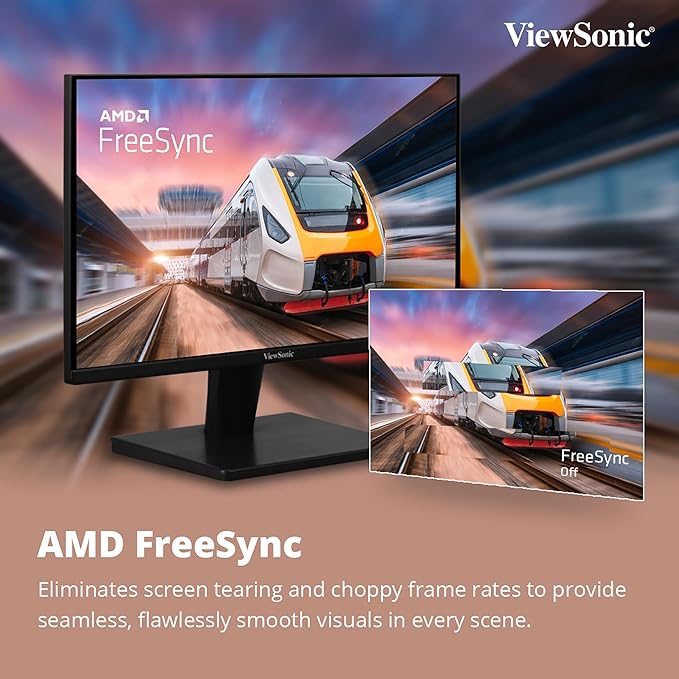 ViewSonic®
AMD
FreeSync
ViewSonic
FreeSync
Off
AMD FreeSync
Eliminates screen tearing and choppy frame rates to provide
seamless, flawlessly smooth visuals in every scene.